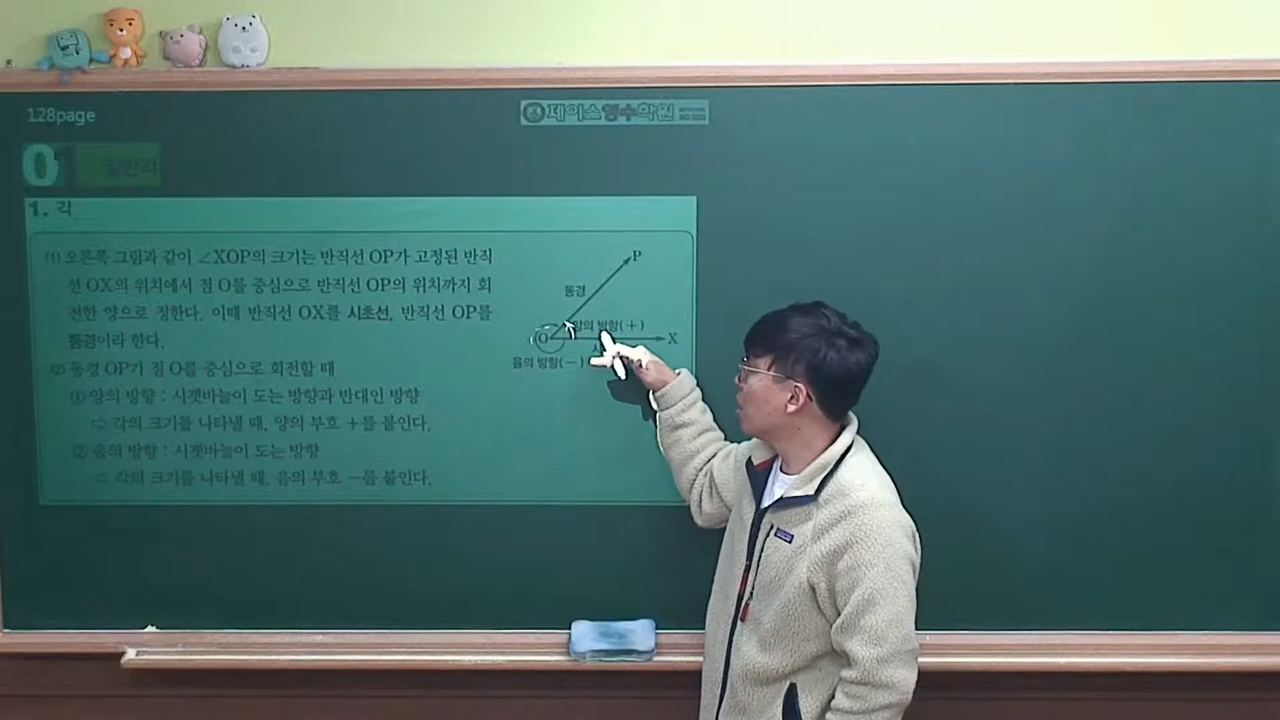 128page
제이스영수학원
0
일반각
1. 각
(1) 오른쪽 그림과 같이 ∠XOP의 크기는 반직선 OP가 고정된 반직
선 OX의 위치에서 점 O를 중심으로 반직선 OP의 위치까지 회
전한 양으로 정한다. 이때 반직선 OX를 시초선, 반직선 OP를
동경이라 한다.
(2) 동경 OP가 점 O를 중심으로 회전할 때
① 양의 방향 : 시곗바늘이 도는 방향과 반대인 방향
⇨ 각의 크기를 나타낼 때, 양의 부호 +를 붙인다.
② 음의 방향 : 시곗바늘이 도는 방향
⇨ 각의 크기를 나타낼 때, 음의 부호 -를 붙인다.
P
동경
양의 방향(+)
O
X
음의 방향(-)